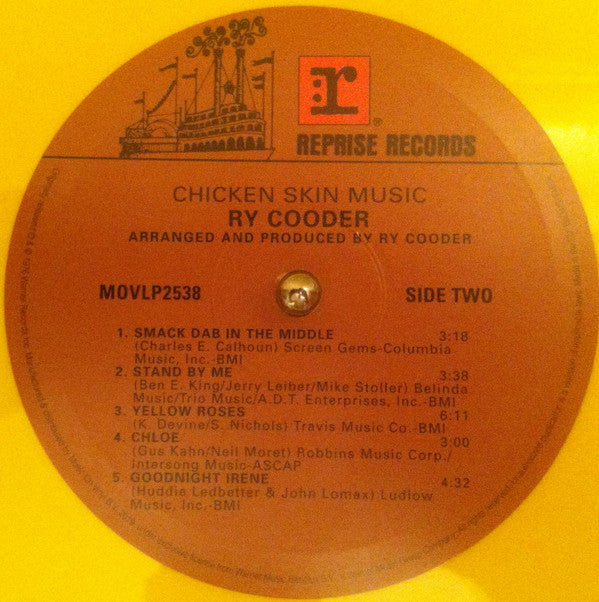 r
®
REPRISE RECORDS
CHICKEN SKIN MUSIC
RY COODER
ARRANGED AND PRODUCED BY RY COODER
MOVLP2538
SIDE TWO
1. SMACK DAB IN THE MIDDLE 3:18
(Charles E. Calhoun) Screen Gems-Columbia
Music, Inc.-BMI
2. STAND BY ME 3:38
(Ben E. King/Jerry Leiber/Mike Stoller) Belinda
Music/Trio Music/A.D.T. Enterprises, Inc.-BMI
3. YELLOW ROSES 6:11
(K. Devine/S. Nichols) Travis Music Co.-BMI
4. CHLOE 3:00
(Gus Kahn/Neil Moret) Robbins Music Corp./
Intersong Music-ASCAP
5. GOODNIGHT IRENE 4:32
(Huddie Ledbetter & John Lomax) Ludlow
Music, Inc.-BMI